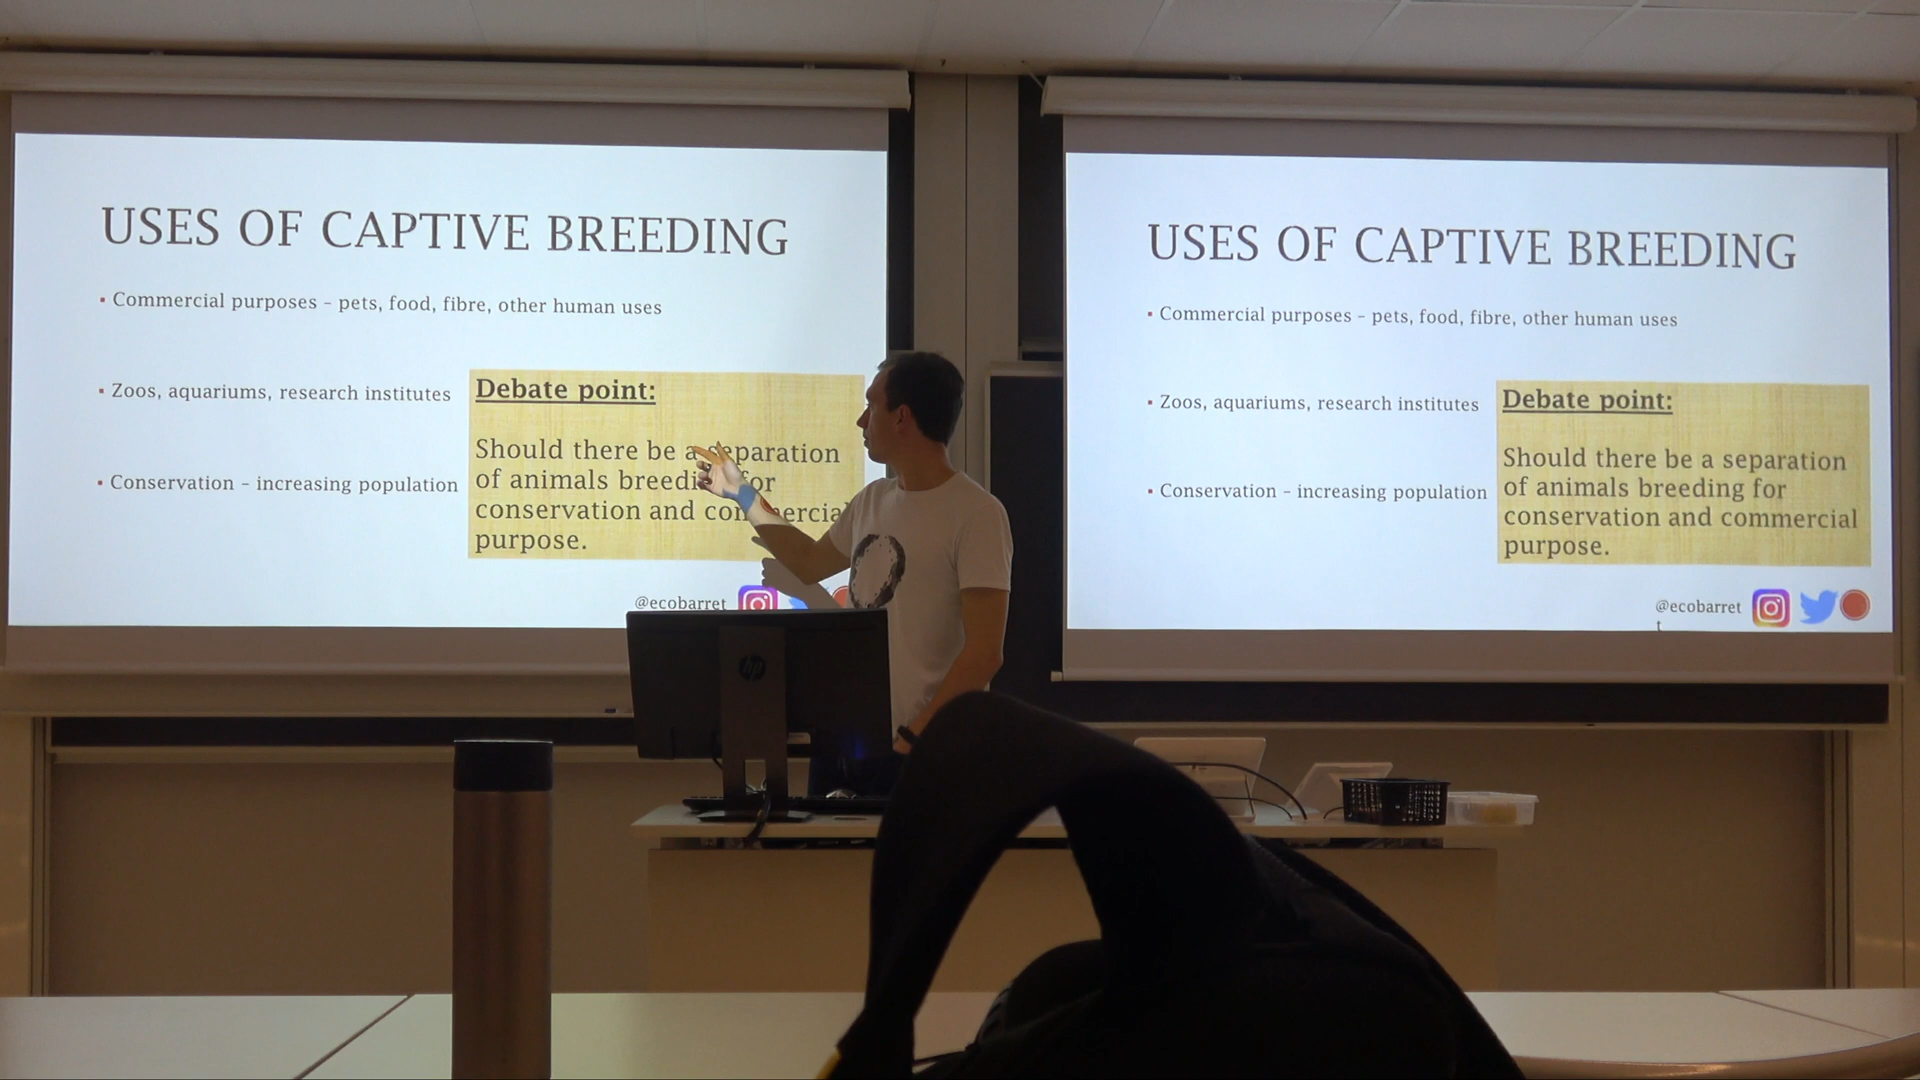 USES OF CAPTIVE BREEDING
▪ Commercial purposes – pets, food, fibre, other human uses
▪ Zoos, aquariums, research institutes
▪ Conservation – increasing population
Debate point:
Should there be a separation
of animals breeding for
conservation and commercial
purpose.
@ecobarret
hp
USES OF CAPTIVE BREEDING
▪ Commercial purposes – pets, food, fibre, other human uses
▪ Zoos, aquariums, research institutes
▪ Conservation – increasing population
Debate point:
Should there be a separation
of animals breeding for
conservation and commercial
purpose.
@ecobarret
t